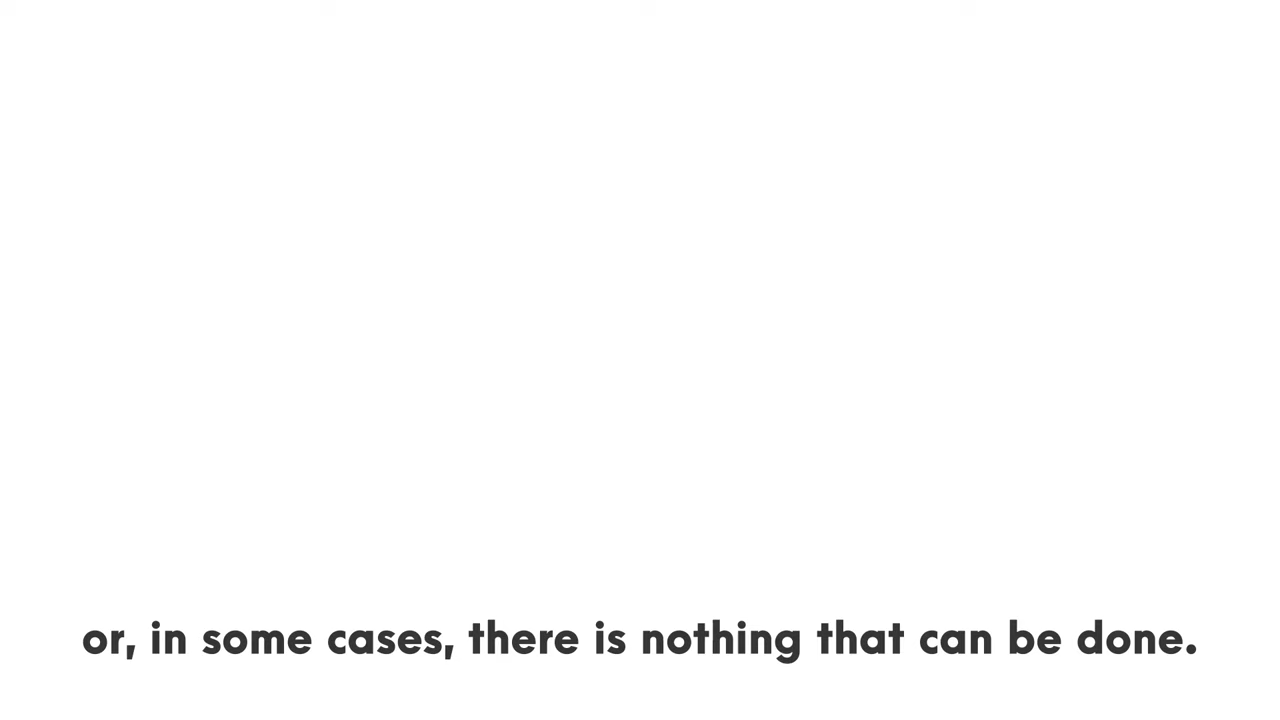 or, in some cases, there is nothing that can be done.